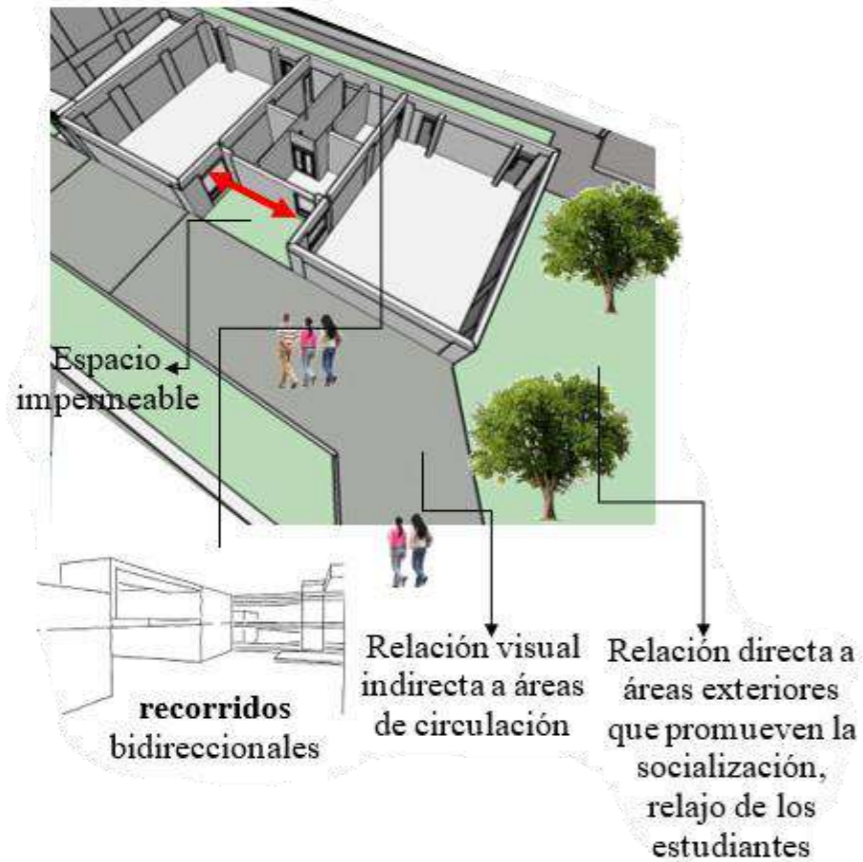 Espacio
impermeable
recorridos
bidireccionales
Relación visual
indirecta a áreas
de circulación
Relación directa a
áreas exteriores
que promueven la
socialización,
relajo de los
estudiantes